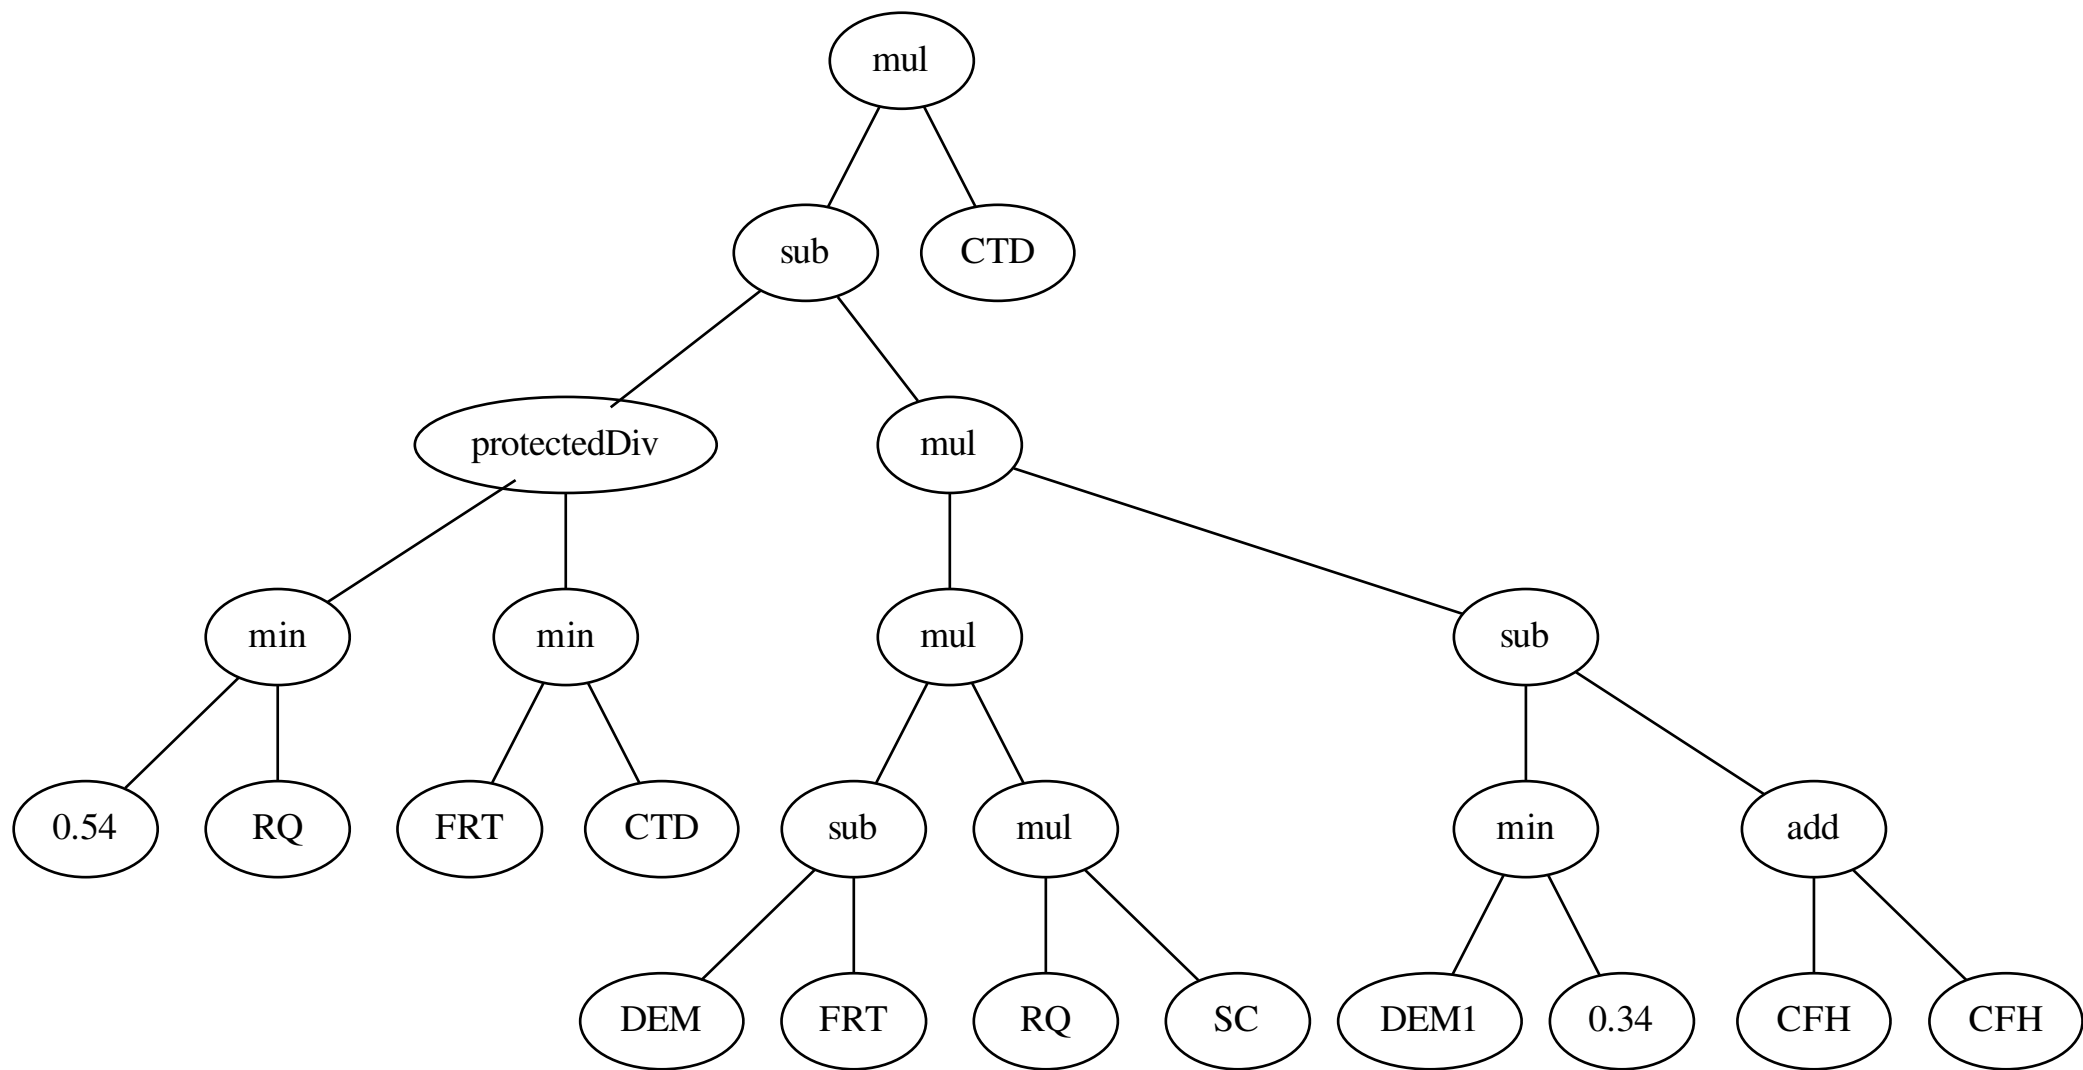 mul
sub CTD
protectedDiv mul
min min mul sub
0.54 RQ FRT CTD sub mul min add
DEM FRT RQ SC DEM1 0.34 CFH CFH